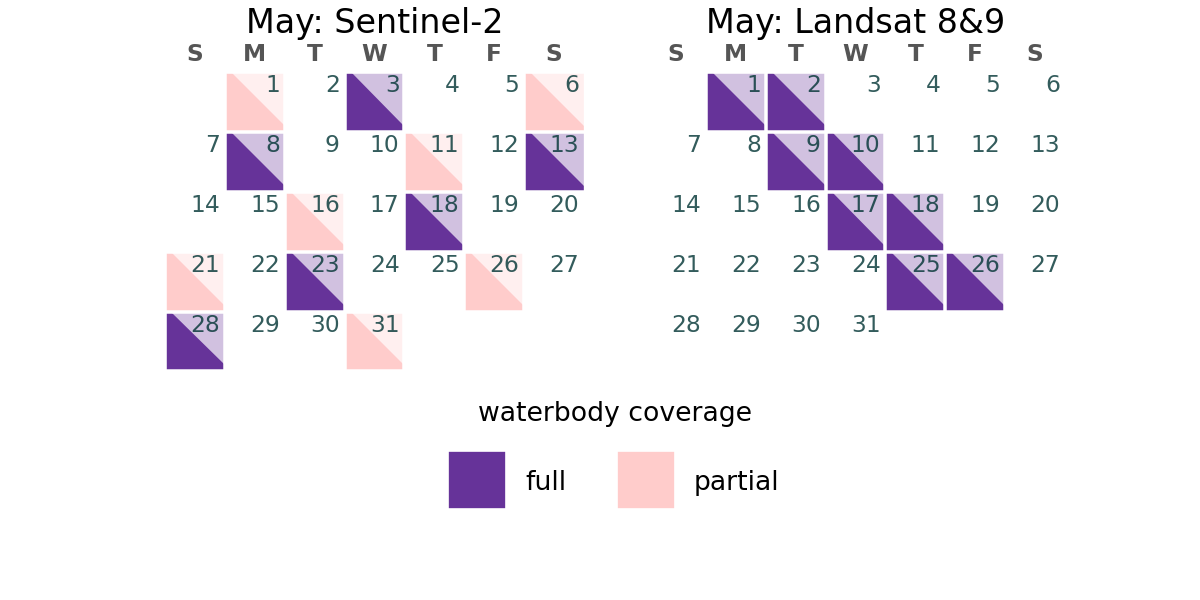 May: Sentinel-2
S M T W T F S
1 2 3 4 5 6
7 8 9 10 11 12 13
14 15 16 17 18 19 20
21 22 23 24 25 26 27
28 29 30 31
May: Landsat 8&9
S M T W T F S
1 2 3 4 5 6
7 8 9 10 11 12 13
14 15 16 17 18 19 20
21 22 23 24 25 26 27
28 29 30 31
waterbody coverage
full partial